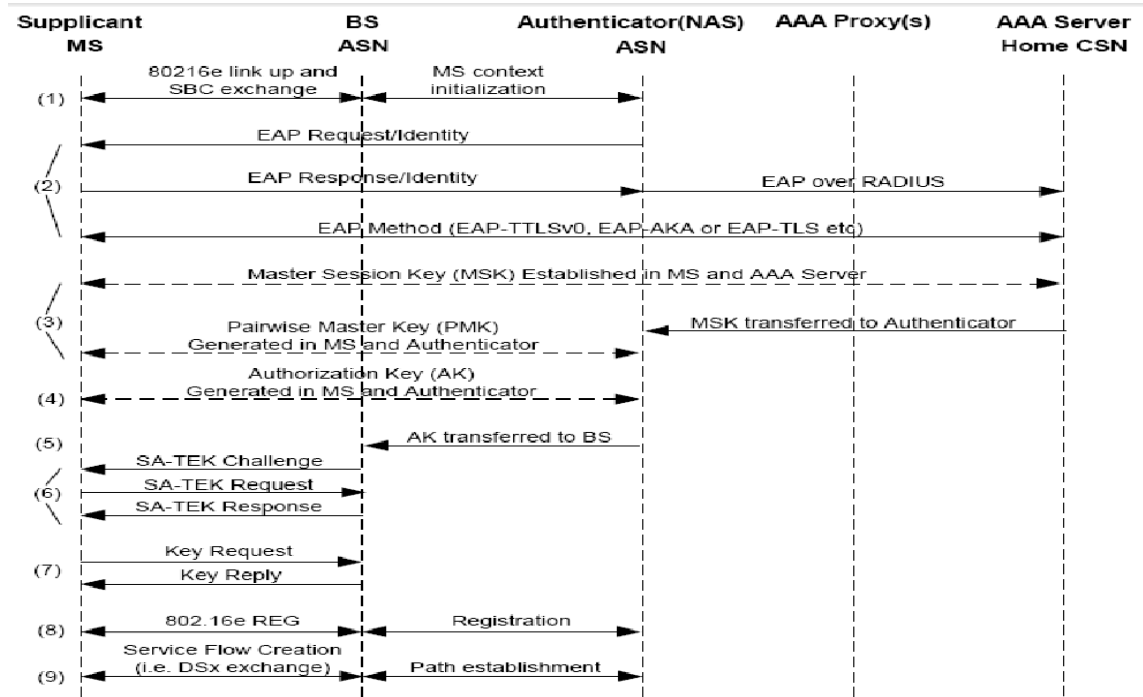 Supplicant BS Authenticator(NAS) AAA Proxy(s) AAA Server
MS ASN ASN Home CSN
80216e link up and MS context
(1) SBC exchange initialization
EAP Request/Identity
(2) EAP Response/Identity EAP over RADIUS
EAP Method (EAP-TTLSv0, EAP-AKA or EAP-TLS etc)
Master Session Key (MSK) Established in MS and AAA Server
(3) Pairwise Master Key (PMK) MSK transferred to Authenticator
Generated in MS and Authenticator
Authorization Key (AK)
(4) Generated in MS and Authenticator
(5) AK transferred to BS
SA-TEK Challenge
(6) SA-TEK Request
SA-TEK Response
Key Request
(7)
Key Reply
(8) 802.16e REG Registration
Service Flow Creation
(9) (i.e. DSx exchange) Path establishment